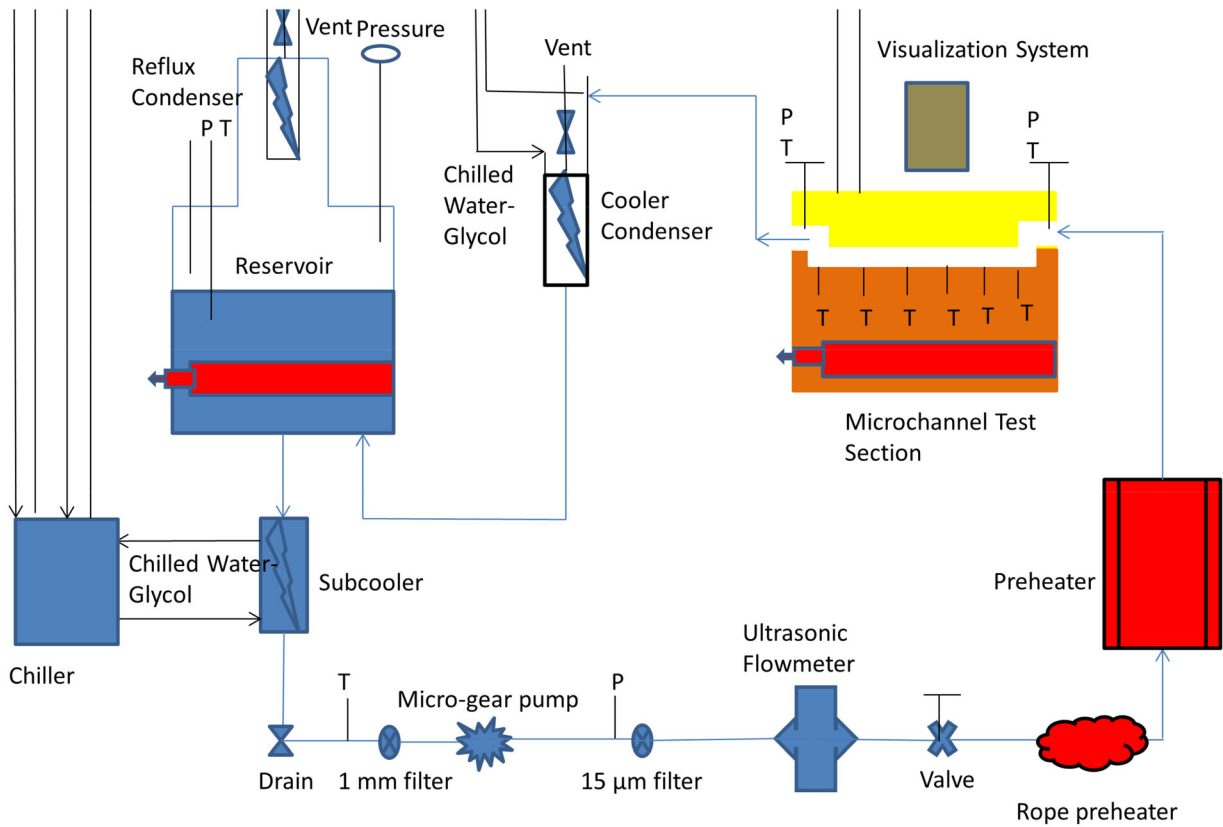 Vent
Pressure
Vent
Visualization System
Reflux
Condenser
P T
P
T
P
T
Chilled
Water-
Glycol
Cooler
Condenser
Reservoir
T
T
T
T
T
T
Microchannel Test
Section
Chilled Water-
Glycol
Subcooler
Preheater
Chiller
Ultrasonic
Flowmeter
T
Micro-gear pump
P
Drain
1 mm filter
15 µm filter
Valve
Rope preheater